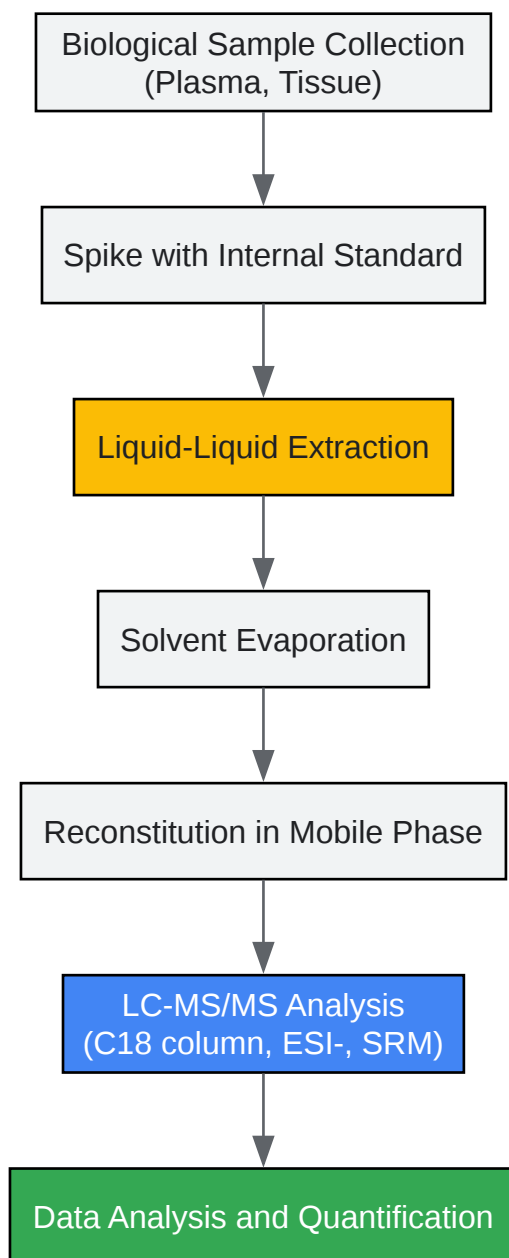 Biological Sample Collection
(Plasma, Tissue)
Spike with Internal Standard
Liquid-Liquid Extraction
Solvent Evaporation
Reconstitution in Mobile Phase
LC-MS/MS Analysis
(C18 column, ESI-, SRM)
Data Analysis and Quantification